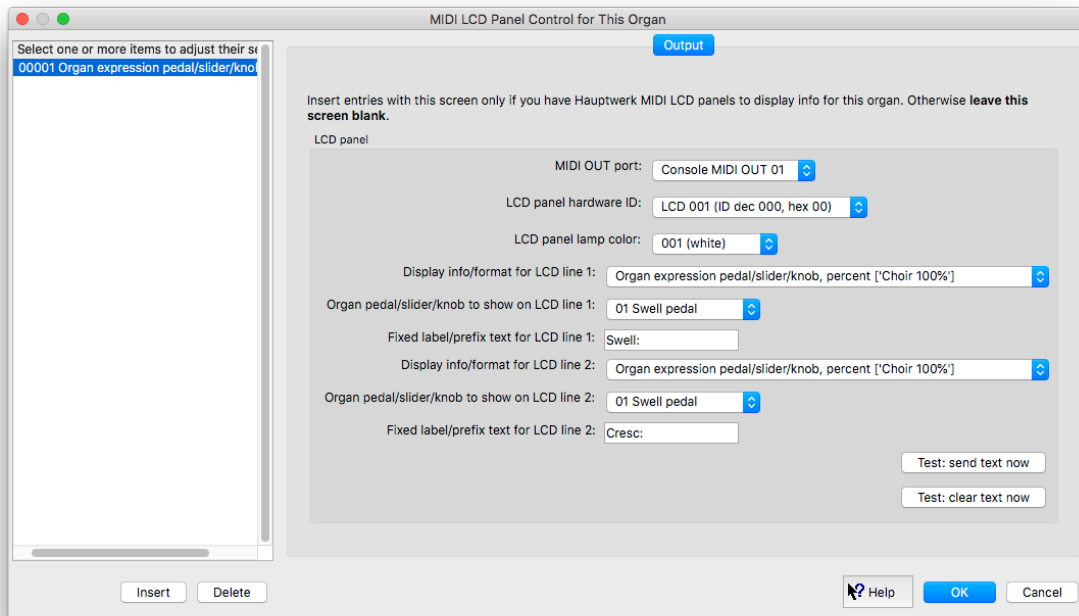 MIDI LCD Panel Control for This Organ
Select one or more items to adjust their s
00001 Organ expression pedal/slider/kno
Output
Insert entries with this screen only if you have Hauptwerk MIDI LCD panels to display info for this organ. Otherwise leave this
screen blank.
LCD panel
MIDI OUT port: Console MIDI OUT 01
LCD panel hardware ID: LCD 001 (ID dec 000, hex 00)
LCD panel lamp color: 001 (white)
Display info/format for LCD line 1: Organ expression pedal/slider/knob, percent ['Choir 100%']
Organ pedal/slider/knob to show on LCD line 1: 01 Swell pedal
Fixed label/prefix text for LCD line 1: Swell:
Display info/format for LCD line 2: Organ expression pedal/slider/knob, percent ['Choir 100%']
Organ pedal/slider/knob to show on LCD line 2: 01 Swell pedal
Fixed label/prefix text for LCD line 2: Cresc:
Test: send text now
Test: clear text now
Insert Delete ? Help OK Cancel